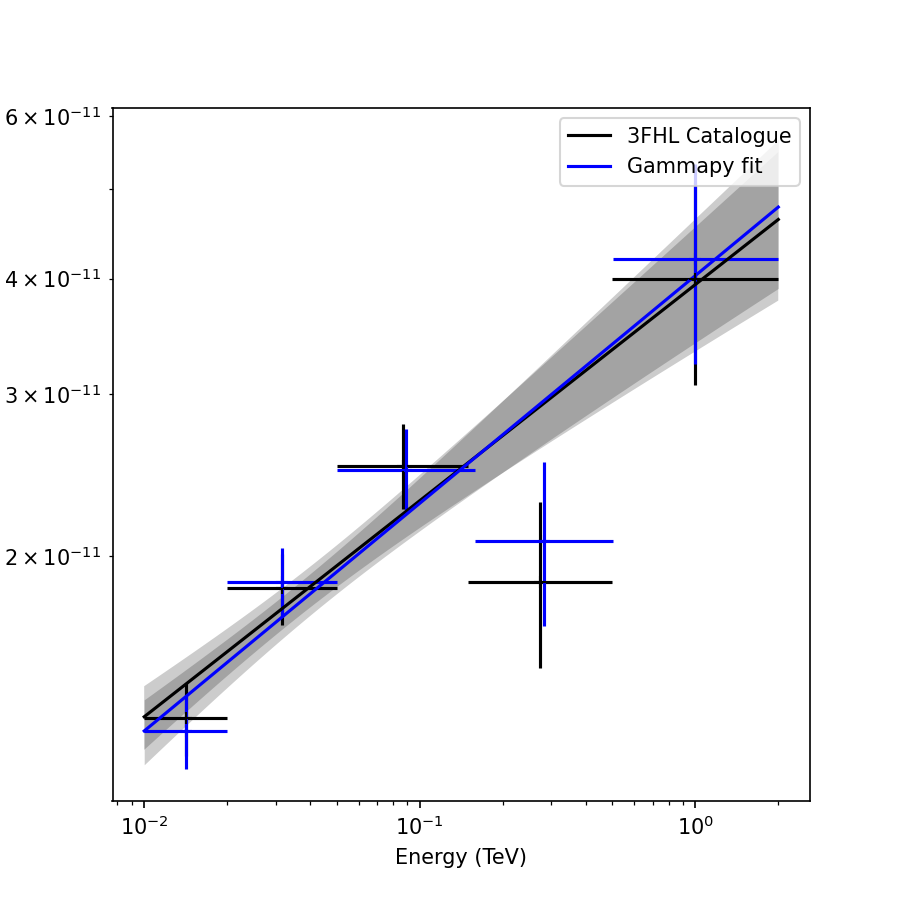 6 × 10⁻¹¹
4 × 10⁻¹¹
3 × 10⁻¹¹
2 × 10⁻¹¹
3FHL Catalogue
Gammapy fit
10⁻²
10⁻¹
10⁰
Energy (TeV)